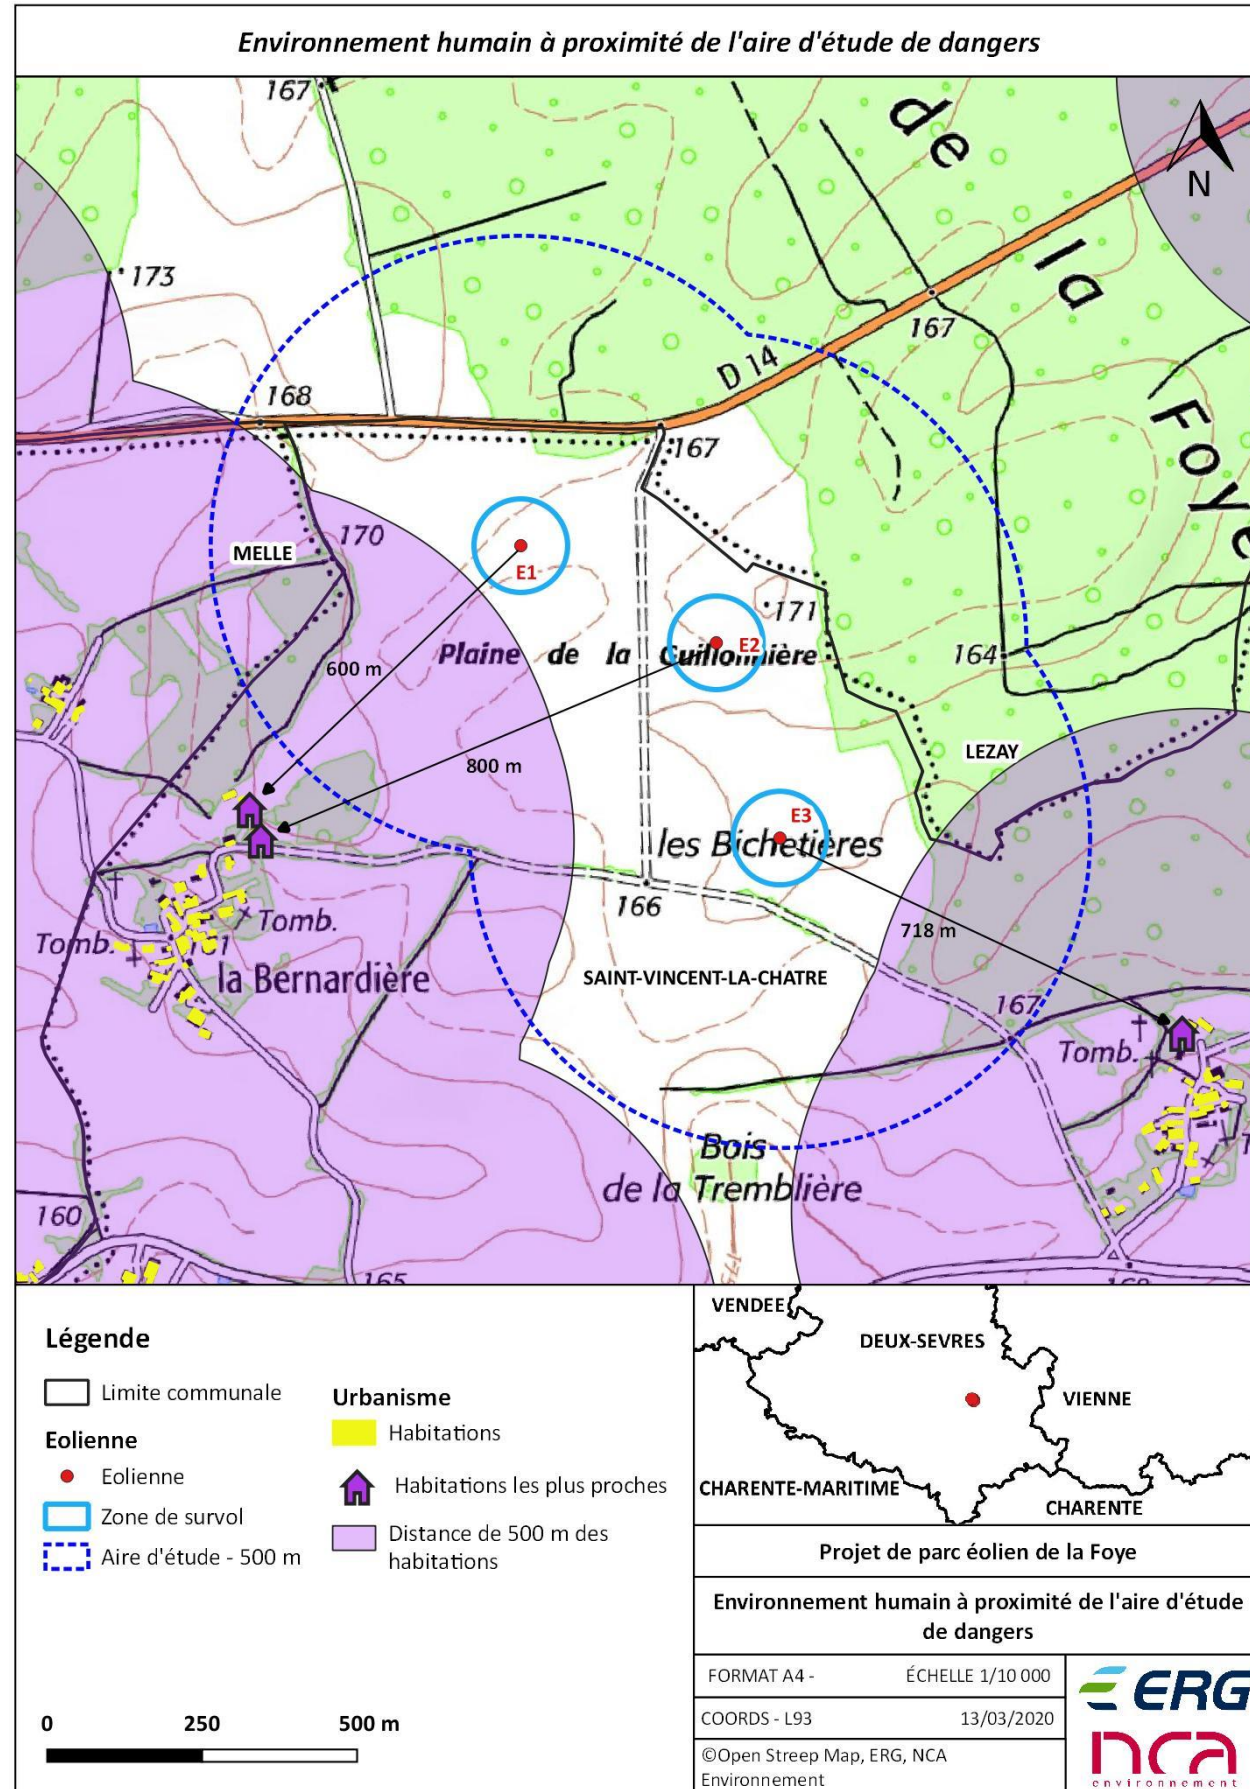 Environnement humain à proximité de l'aire d'étude de dangers
167
de
N
la
173
167
D 14
168
167
Foye
170
MELLE
E1
171
E2
Plaine de la Guillonnière
164
600 m
LEZAY
800 m
E3
les Bichetières
166
718 m
Tomb.
Tomb.
161
la Bernardière
SAINT-VINCENT-LA-CHATRE
167
Tomb.
Bois
de la Tremblière
160
165
Légende
Limite communale
Eolienne
Eolienne
Zone de survol
Aire d'étude - 500 m
Urbanisme
Habitations
Habitations les plus proches
Distance de 500 m des
habitations
0 250 500 m
VENDEE
DEUX-SEVRES
VIENNE
CHARENTE-MARITIME
CHARENTE
Projet de parc éolien de la Foye
Environnement humain à proximité de l'aire d'étude
de dangers
FORMAT A4 - ÉCHELLE 1/10 000
COORDS - L93 13/03/2020
©Open Streep Map, ERG, NCA
Environnement
ERG
nca
environnement